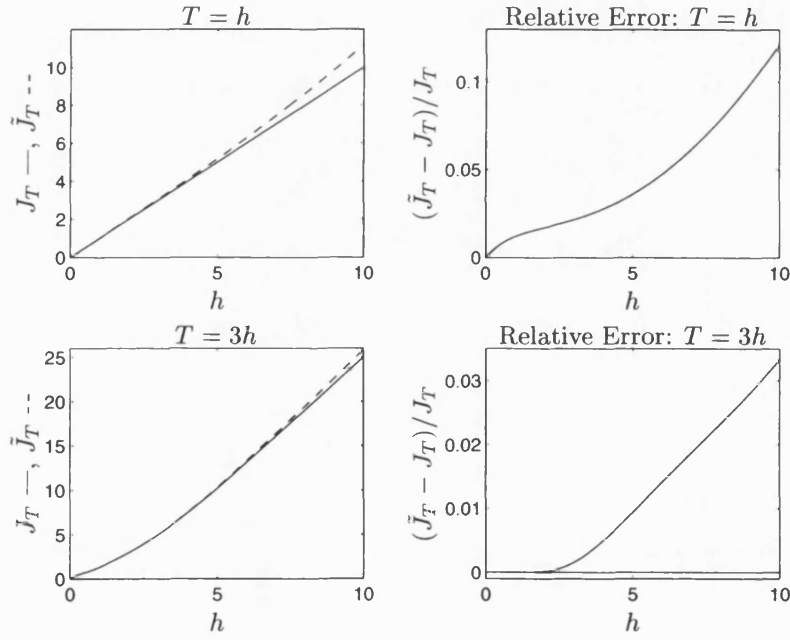 T = h
J_T —, J̃_T --
10
8
6
4
2
0
0 5 10
h
Relative Error: T = h
(J̃_T − J_T)/J_T
0.1
0.05
0
0 5 10
h
T = 3h
J_T —, J̃_T --
25
20
15
10
5
0
0 5 10
h
Relative Error: T = 3h
(J̃_T − J_T)/J_T
0.03
0.02
0.01
0
0 5 10
h